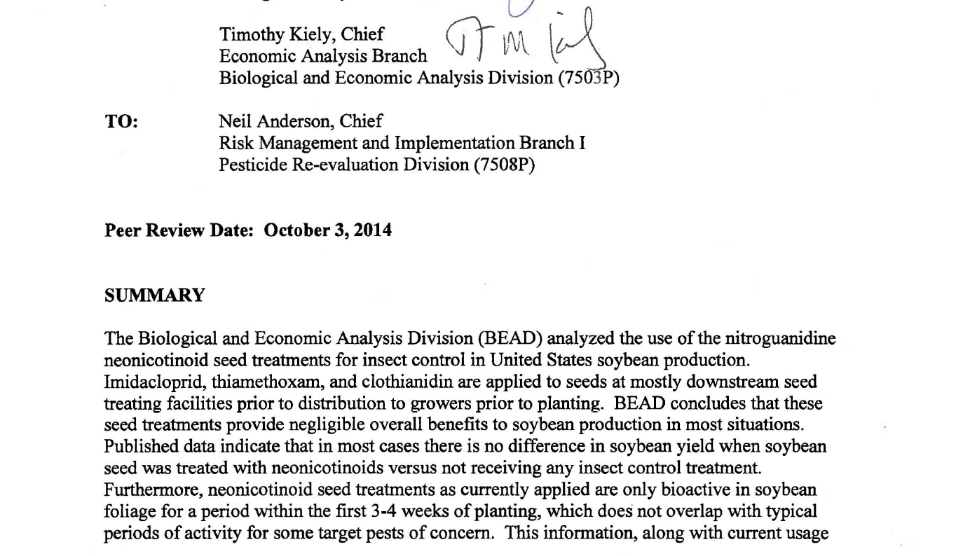 Timothy Kiely, Chief
Economic Analysis Branch
Biological and Economic Analysis Division (7503P)
TO: Neil Anderson, Chief
Risk Management and Implementation Branch I
Pesticide Re-evaluation Division (7508P)
Peer Review Date: October 3, 2014
SUMMARY
The Biological and Economic Analysis Division (BEAD) analyzed the use of the nitroguanidine
neonicotinoid seed treatments for insect control in United States soybean production.
Imidacloprid, thiamethoxam, and clothianidin are applied to seeds at mostly downstream seed
treating facilities prior to distribution to growers prior to planting. BEAD concludes that these
seed treatments provide negligible overall benefits to soybean production in most situations.
Published data indicate that in most cases there is no difference in soybean yield when soybean
seed was treated with neonicotinoids versus not receiving any insect control treatment.
Furthermore, neonicotinoid seed treatments as currently applied are only bioactive in soybean
foliage for a period within the first 3-4 weeks of planting, which does not overlap with typical
periods of activity for some target pests of concern. This information, along with current usage